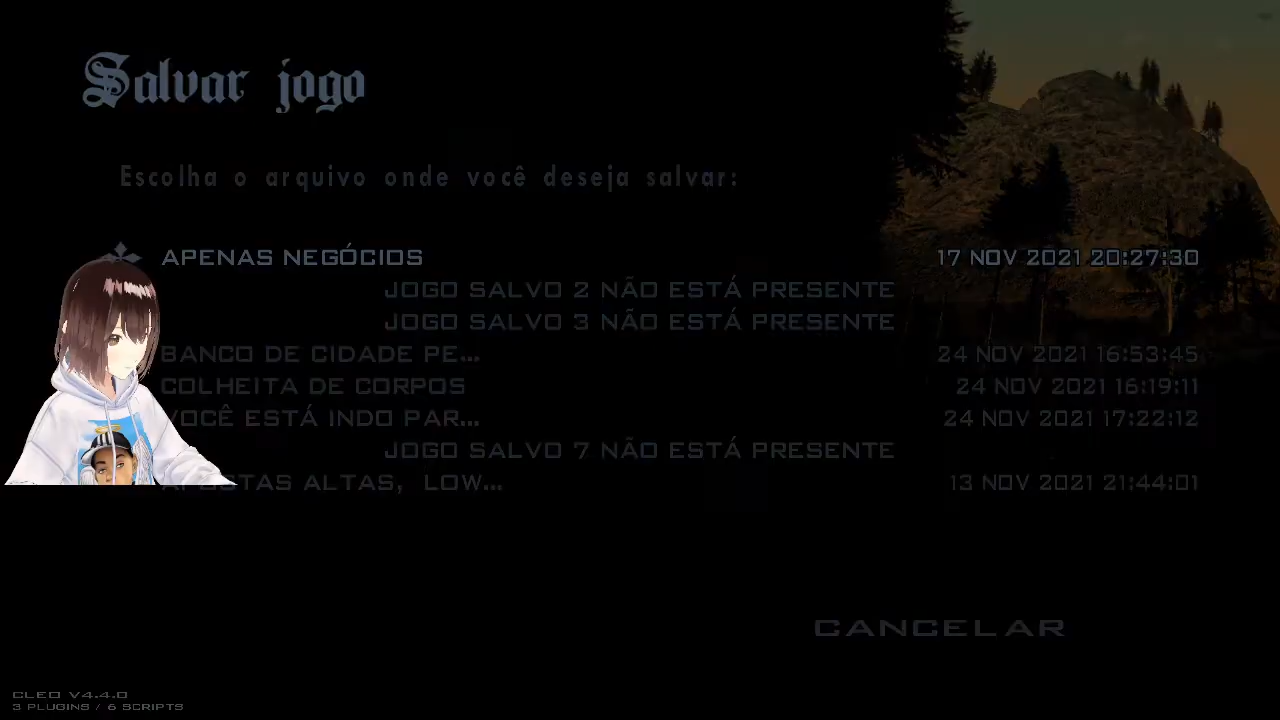 Salvar jogo
Escolha o arquivo onde você deseja salvar:
APENAS NEGÓCIOS 17 NOV 2021 20:27:30
JOGO SALVO 2 NÃO ESTÁ PRESENTE
JOGO SALVO 3 NÃO ESTÁ PRESENTE
BANCO DE CIDADE PE... 24 NOV 2021 16:53:45
COLHEITA DE CORPOS 24 NOV 2021 16:19:11
VOCÊ ESTÁ INDO PAR... 24 NOV 2021 17:22:12
JOGO SALVO 7 NÃO ESTÁ PRESENTE
APOSTAS ALTAS, LOW... 13 NOV 2021 21:44:01
CANCELAR
CLEO V4.4.0
3 PLUGINS / 6 SCRIPTS